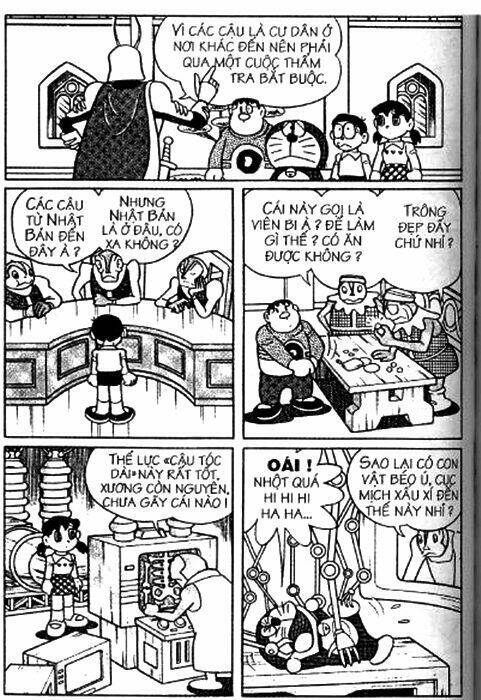 VÌ CÁC CẬU LÀ CƯ DÂN Ở
NƠI KHÁC ĐẾN NÊN PHẢI
QUA MỘT CUỘC THẨM
TRA BẮT BUỘC.
CÁC CẬU
TỪ NHẬT
BẢN ĐẾN
ĐÂY À ?
NHƯNG
NHẬT BẢN
LÀ Ở ĐÂU, CÓ
XA KHÔNG ?
CÁI NÀY GỌI LÀ
VIÊN BI À ? ĐỂ LÀM
GÌ THẾ ? CÓ ĂN
ĐƯỢC KHÔNG ?
TRÔNG
ĐẸP ĐẤY
CHỨ NHỈ ?
THỂ LỰC «CẬU TÓC
DÀI» NÀY RẤT TỐT.
XƯƠNG CÒN NGUYÊN,
CHƯA GÃY CÁI NÀO !
OÁI !
NHỘT QUÁ
HI HI HI
HA HA...
SAO LẠI CÓ CON
VẬT BÉO Ú, CỤC
MỊCH XẤU XÍ ĐẾN
THẾ NÀY NHỈ ?